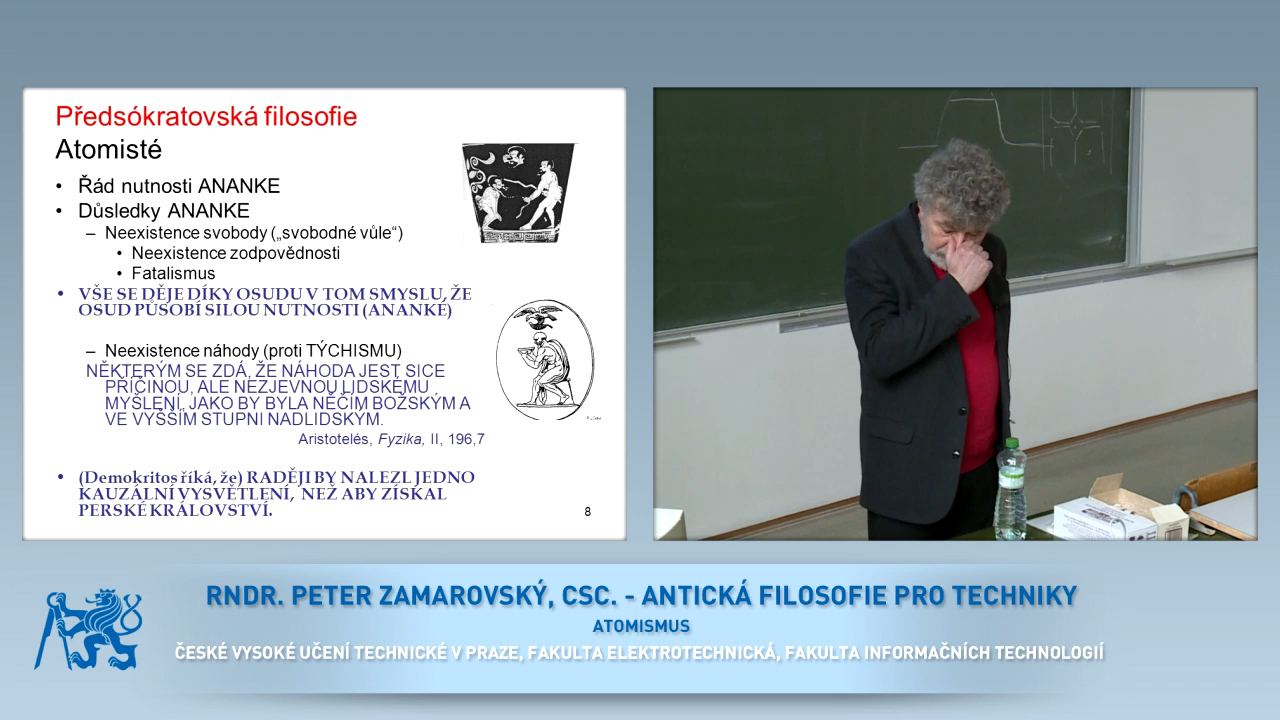 Předsókratovská filosofie
Atomisté
• Řád nutnosti ANANKE
• Důsledky ANANKE
– Neexistence svobody („svobodné vůle“)
• Neexistence zodpovědnosti
• Fatalismus
• VŠE SE DĚJE DÍKY OSUDU V TOM SMYSLU, ŽE
OSUD PŮSOBÍ SILOU NUTNOSTI (ANANKÉ)
– Neexistence náhody (proti TÝCHISMU)
NĚKTERÝM SE ZDÁ, ŽE NÁHODA JEST SICE
PŘÍČINOU, ALE NEZJEVNOU LIDSKÉMU
MYŠLENÍ, JAKO BY BYLA NĚČÍM BOŽSKÝM A
VE VYŠŠÍM STUPNI NADLIDSKÝM.
Aristotelés, Fyzika, II, 196,7
• (Demokritos říká, že) RADĚJI BY NALEZL JEDNO
KAUZÁLNÍ VYSVĚTLENÍ, NEŽ ABY ZÍSKAL
PERSKÉ KRÁLOVSTVÍ.
8
RNDR. PETER ZAMAROVSKÝ, CSC. - ANTICKÁ FILOSOFIE PRO TECHNIKY
ATOMISMUS
ČESKÉ VYSOKÉ UČENÍ TECHNICKÉ V PRAZE, FAKULTA ELEKTROTECHNICKÁ, FAKULTA INFORMAČNÍCH TECHNOLOGIÍ